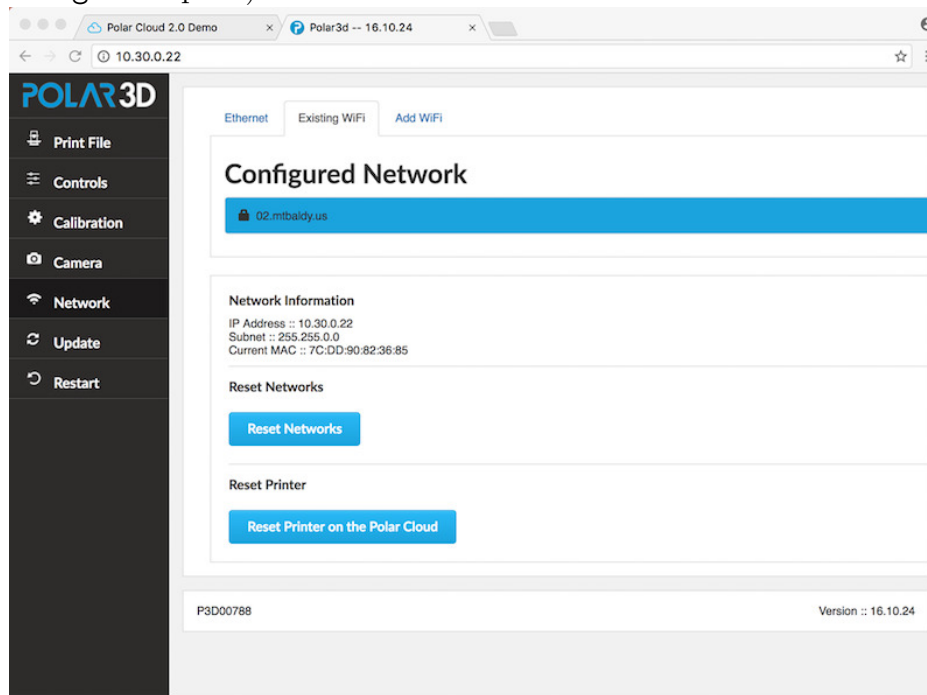 Polar Cloud 2.0 Demo
Polar3d -- 16.10.24
10.30.0.22
POLAR 3D
Print File
Controls
Calibration
Camera
Network
Update
Restart
Ethernet
Existing WiFi
Add WiFi
Configured Network
02.mtbaldy.us
Network Information
IP Address :: 10.30.0.22
Subnet :: 255.255.0.0
Current MAC :: 7C:DD:90:82:36:85
Reset Networks
Reset Networks
Reset Printer
Reset Printer on the Polar Cloud
P3D00788
Version :: 16.10.24